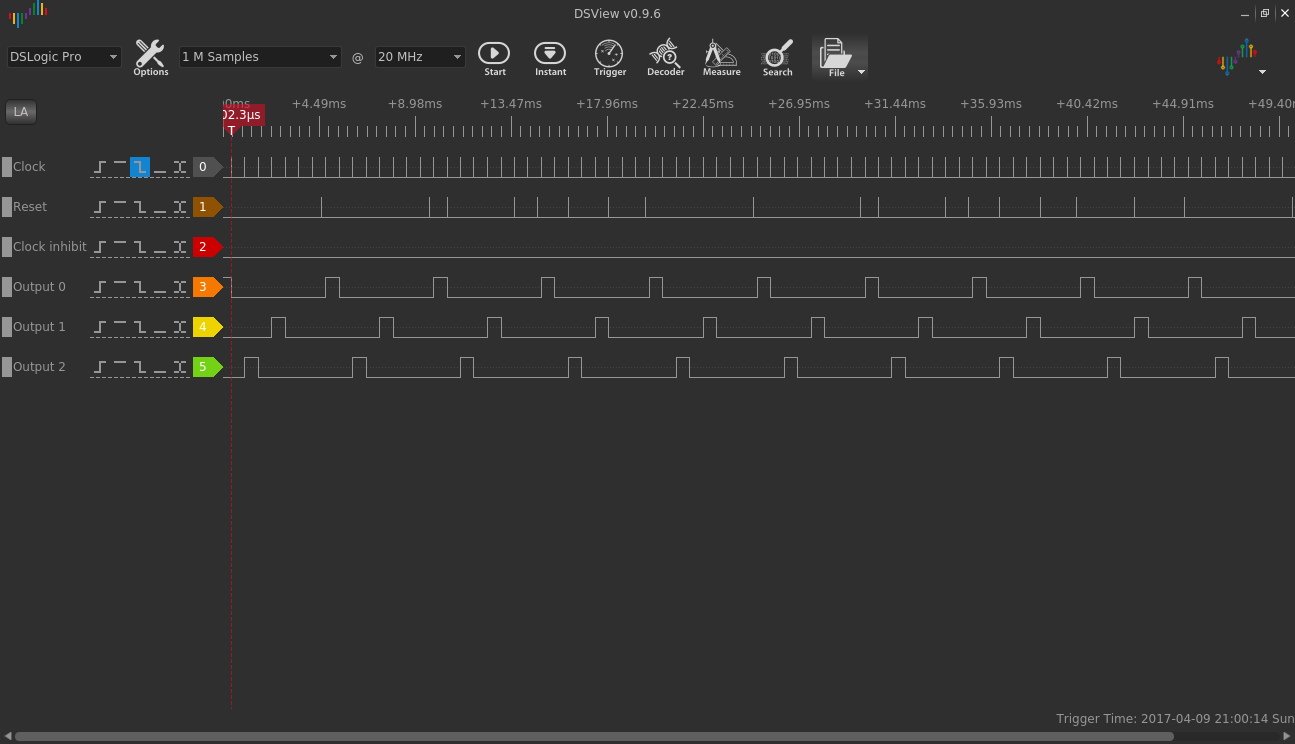 DSView v0.9.6
DSLogic Pro
Options
1 M Samples
@
20 MHz
Start
Instant
Trigger
Decoder
Measure
Search
File
LA
+4.49ms
+8.98ms
+13.47ms
+17.96ms
+22.45ms
+26.95ms
+31.44ms
+35.93ms
+40.42ms
+44.91ms
+49.40
02.3µs
T
Clock
0
Reset
1
Clock inhibit
2
Output 0
3
Output 1
4
Output 2
5
Trigger Time: 2017-04-09 21:00:14 Sun